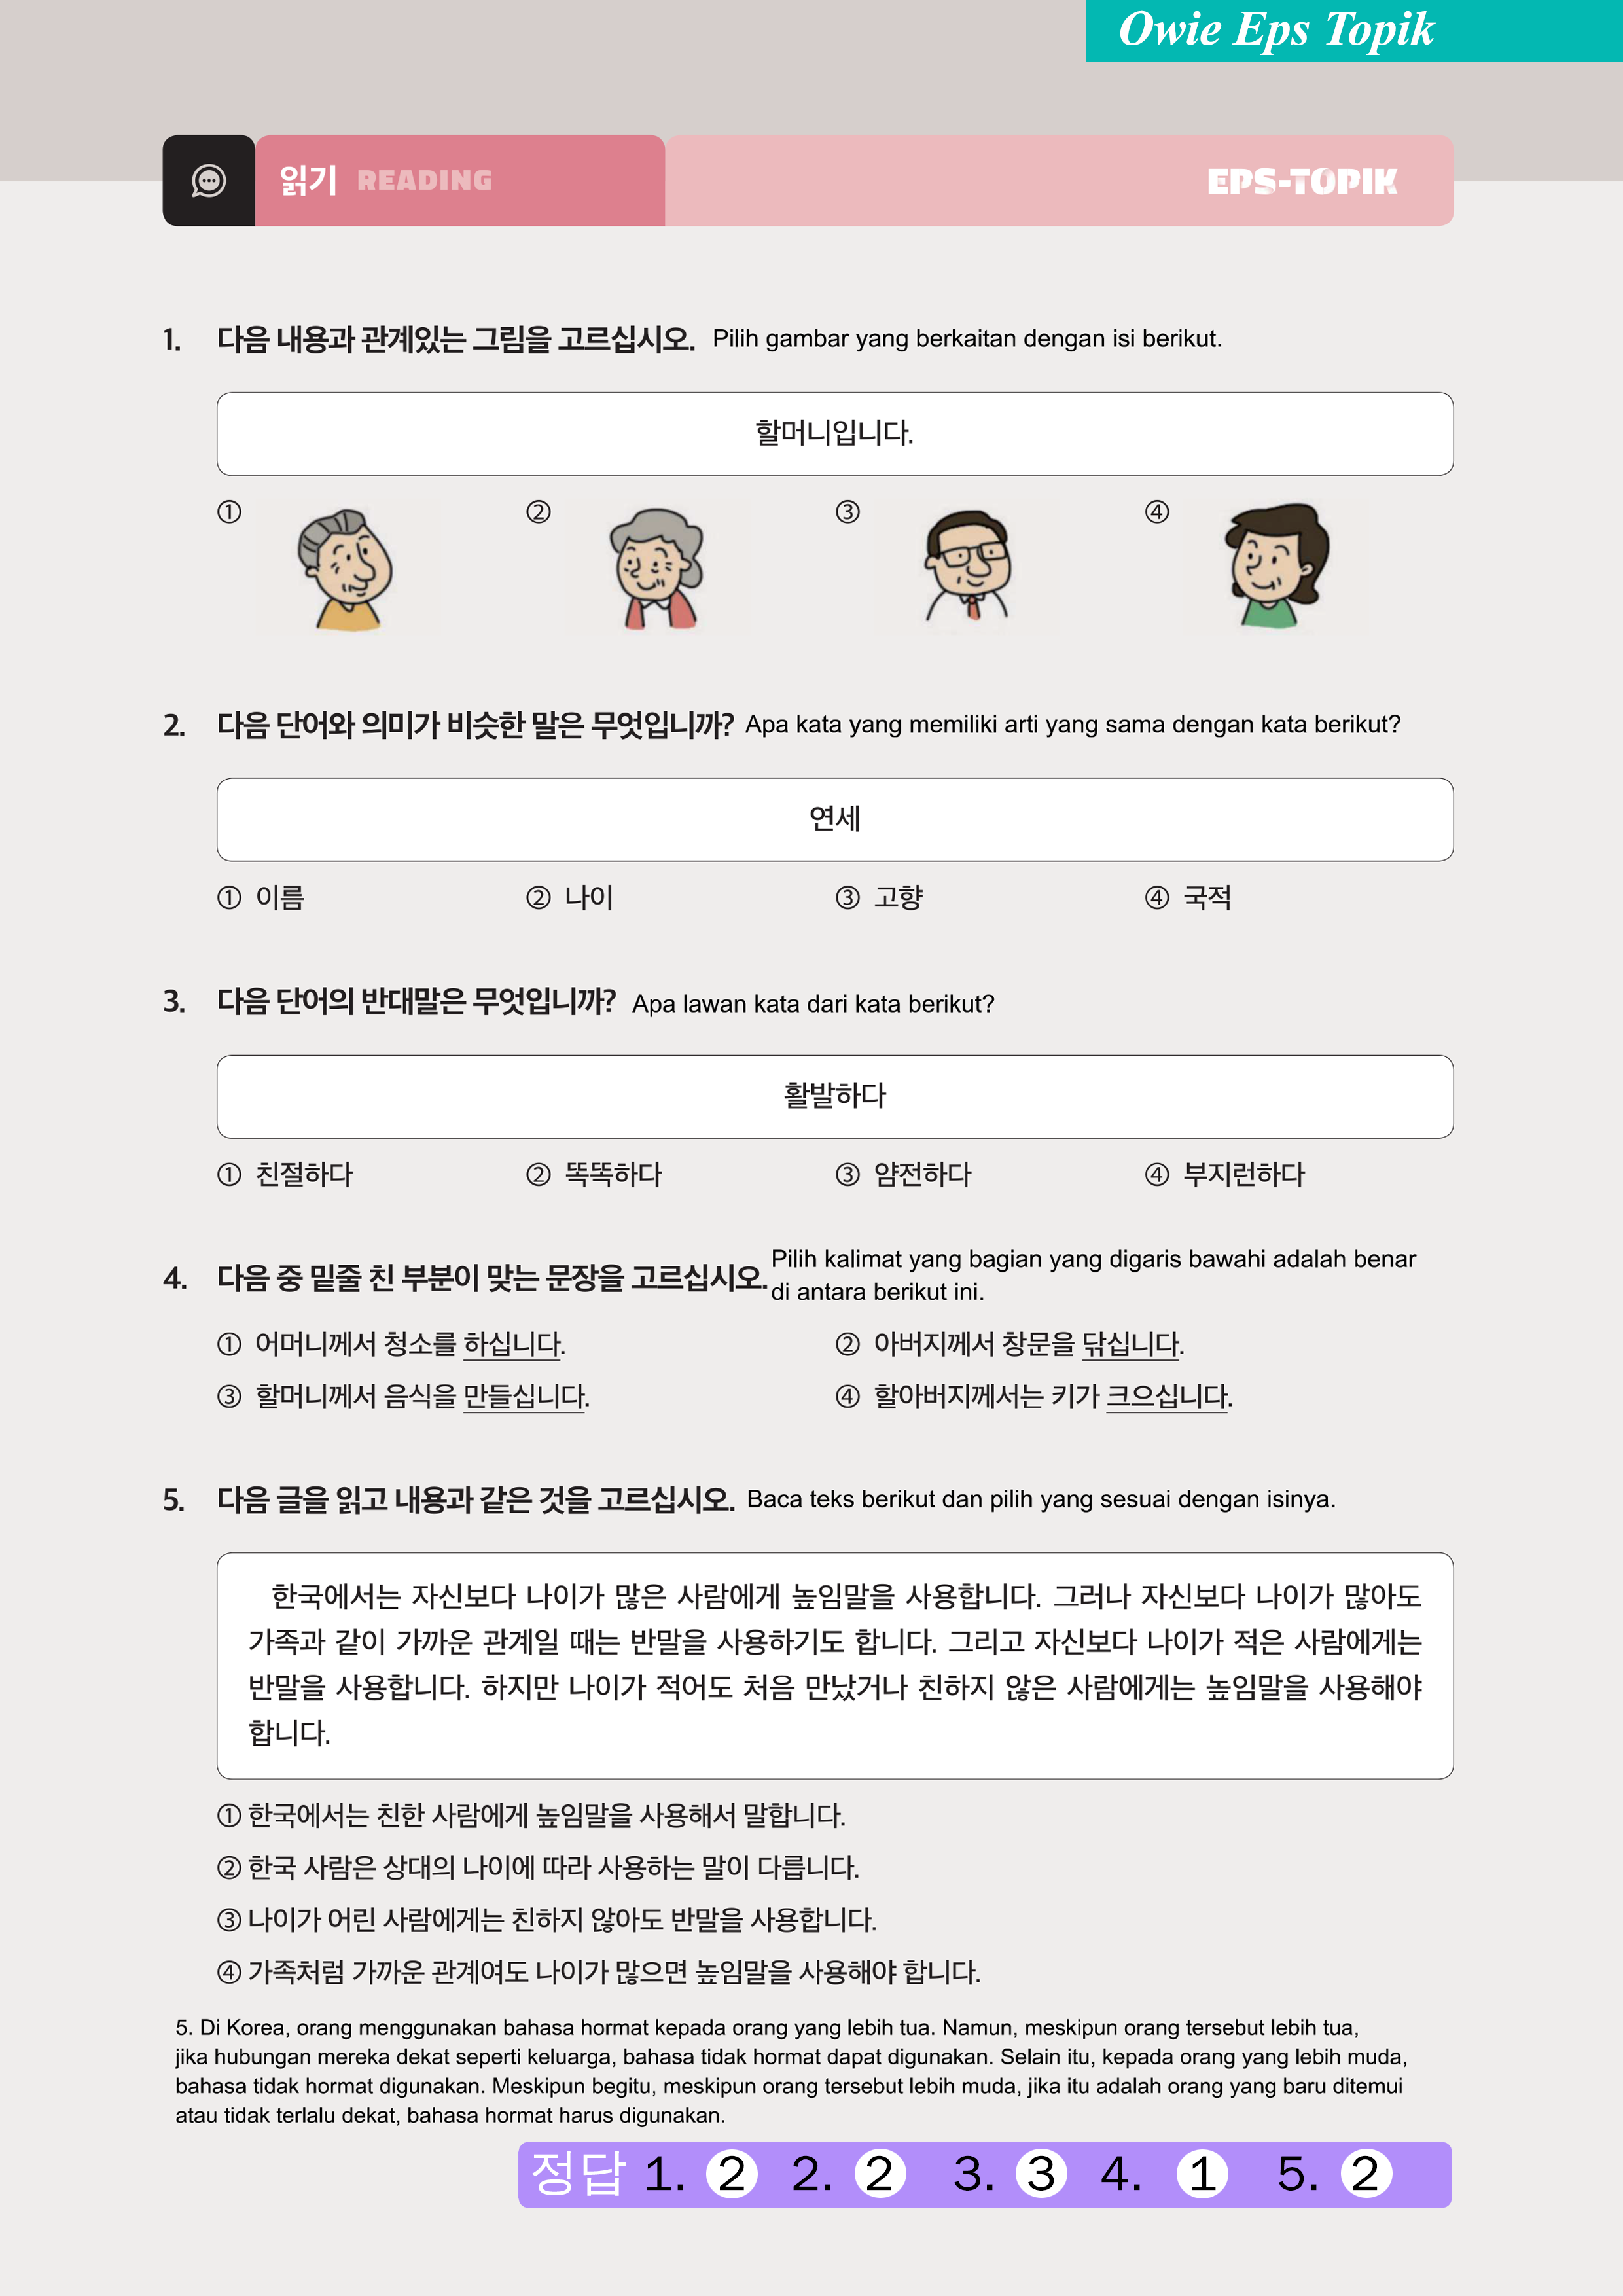 Owie Eps Topik
읽기 READING EPS-TOPIK
1. 다음 내용과 관계있는 그림을 고르십시오. Pilih gambar yang berkaitan dengan isi berikut.
할머니입니다.
① ② ③ ④
2. 다음 단어와 의미가 비슷한 말은 무엇입니까? Apa kata yang memiliki arti yang sama dengan kata berikut?
연세
① 이름 ② 나이 ③ 고향 ④ 국적
3. 다음 단어의 반대말은 무엇입니까? Apa lawan kata dari kata berikut?
활발하다
① 친절하다 ② 똑똑하다 ③ 얌전하다 ④ 부지런하다
4. 다음 중 밑줄 친 부분이 맞는 문장을 고르십시오. Pilih kalimat yang bagian yang digaris bawahi adalah benar
di antara berikut ini.
① 어머니께서 청소를 하십니다. ② 아버지께서 창문을 닦십니다.
③ 할머니께서 음식을 만들십니다. ④ 할아버지께서는 키가 크으십니다.
5. 다음 글을 읽고 내용과 같은 것을 고르십시오. Baca teks berikut dan pilih yang sesuai dengan isinya.
한국에서는 자신보다 나이가 많은 사람에게 높임말을 사용합니다. 그러나 자신보다 나이가 많아도
가족과 같이 가까운 관계일 때는 반말을 사용하기도 합니다. 그리고 자신보다 나이가 적은 사람에게는
반말을 사용합니다. 하지만 나이가 적어도 처음 만났거나 친하지 않은 사람에게는 높임말을 사용해야
합니다.
① 한국에서는 친한 사람에게 높임말을 사용해서 말합니다.
② 한국 사람은 상대의 나이에 따라 사용하는 말이 다릅니다.
③ 나이가 어린 사람에게는 친하지 않아도 반말을 사용합니다.
④ 가족처럼 가까운 관계여도 나이가 많으면 높임말을 사용해야 합니다.
5. Di Korea, orang menggunakan bahasa hormat kepada orang yang lebih tua. Namun, meskipun orang tersebut lebih tua,
jika hubungan mereka dekat seperti keluarga, bahasa tidak hormat dapat digunakan. Selain itu, kepada orang yang lebih muda,
bahasa tidak hormat digunakan. Meskipun begitu, meskipun orang tersebut lebih muda, jika itu adalah orang yang baru ditemui
atau tidak terlalu dekat, bahasa hormat harus digunakan.
정답 1. 2 2. 2 3. 3 4. 1 5. 2